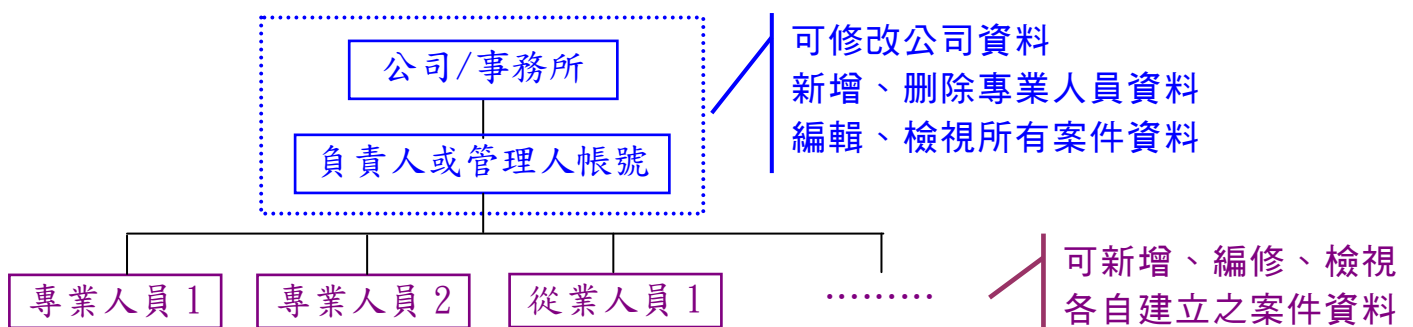 公司/事務所
負責人或管理人帳號
可修改公司資料
新增、刪除專業人員資料
編輯、檢視所有案件資料
專業人員1
專業人員2
從業人員1
………
可新增、編修、檢視
各自建立之案件資料